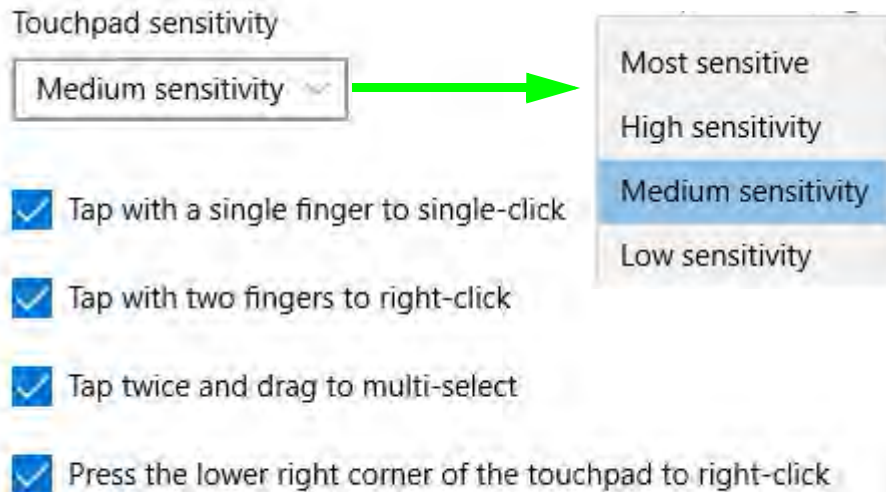 Touchpad sensitivity
Medium sensitivity
Most sensitive
High sensitivity
Medium sensitivity
Low sensitivity
Tap with a single finger to single-click
Tap with two fingers to right-click
Tap twice and drag to multi-select
Press the lower right corner of the touchpad to right-click